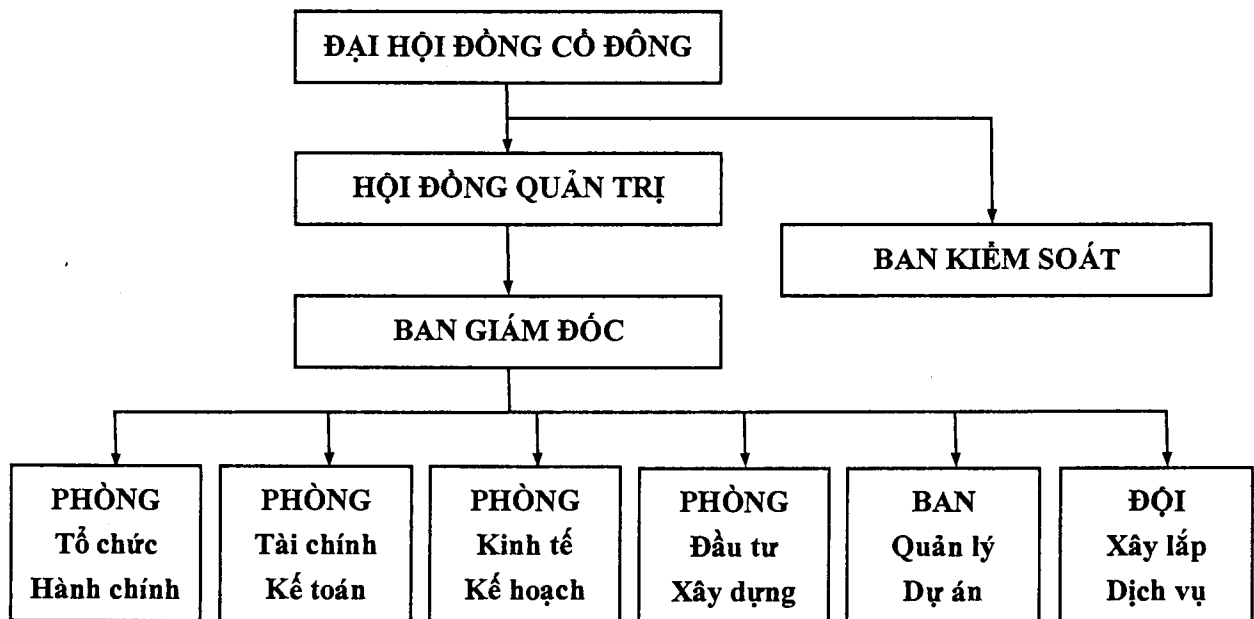 ĐẠI HỘI ĐỒNG CỔ ĐÔNG
HỘI ĐỒNG QUẢN TRỊ
BAN KIỂM SOÁT
BAN GIÁM ĐỐC
PHÒNG
Tổ chức
Hành chính
PHÒNG
Tài chính
Kế toán
PHÒNG
Kinh tế
Kế hoạch
PHÒNG
Đầu tư
Xây dựng
BAN
Quản lý
Dự án
ĐỘI
Xây lắp
Dịch vụ